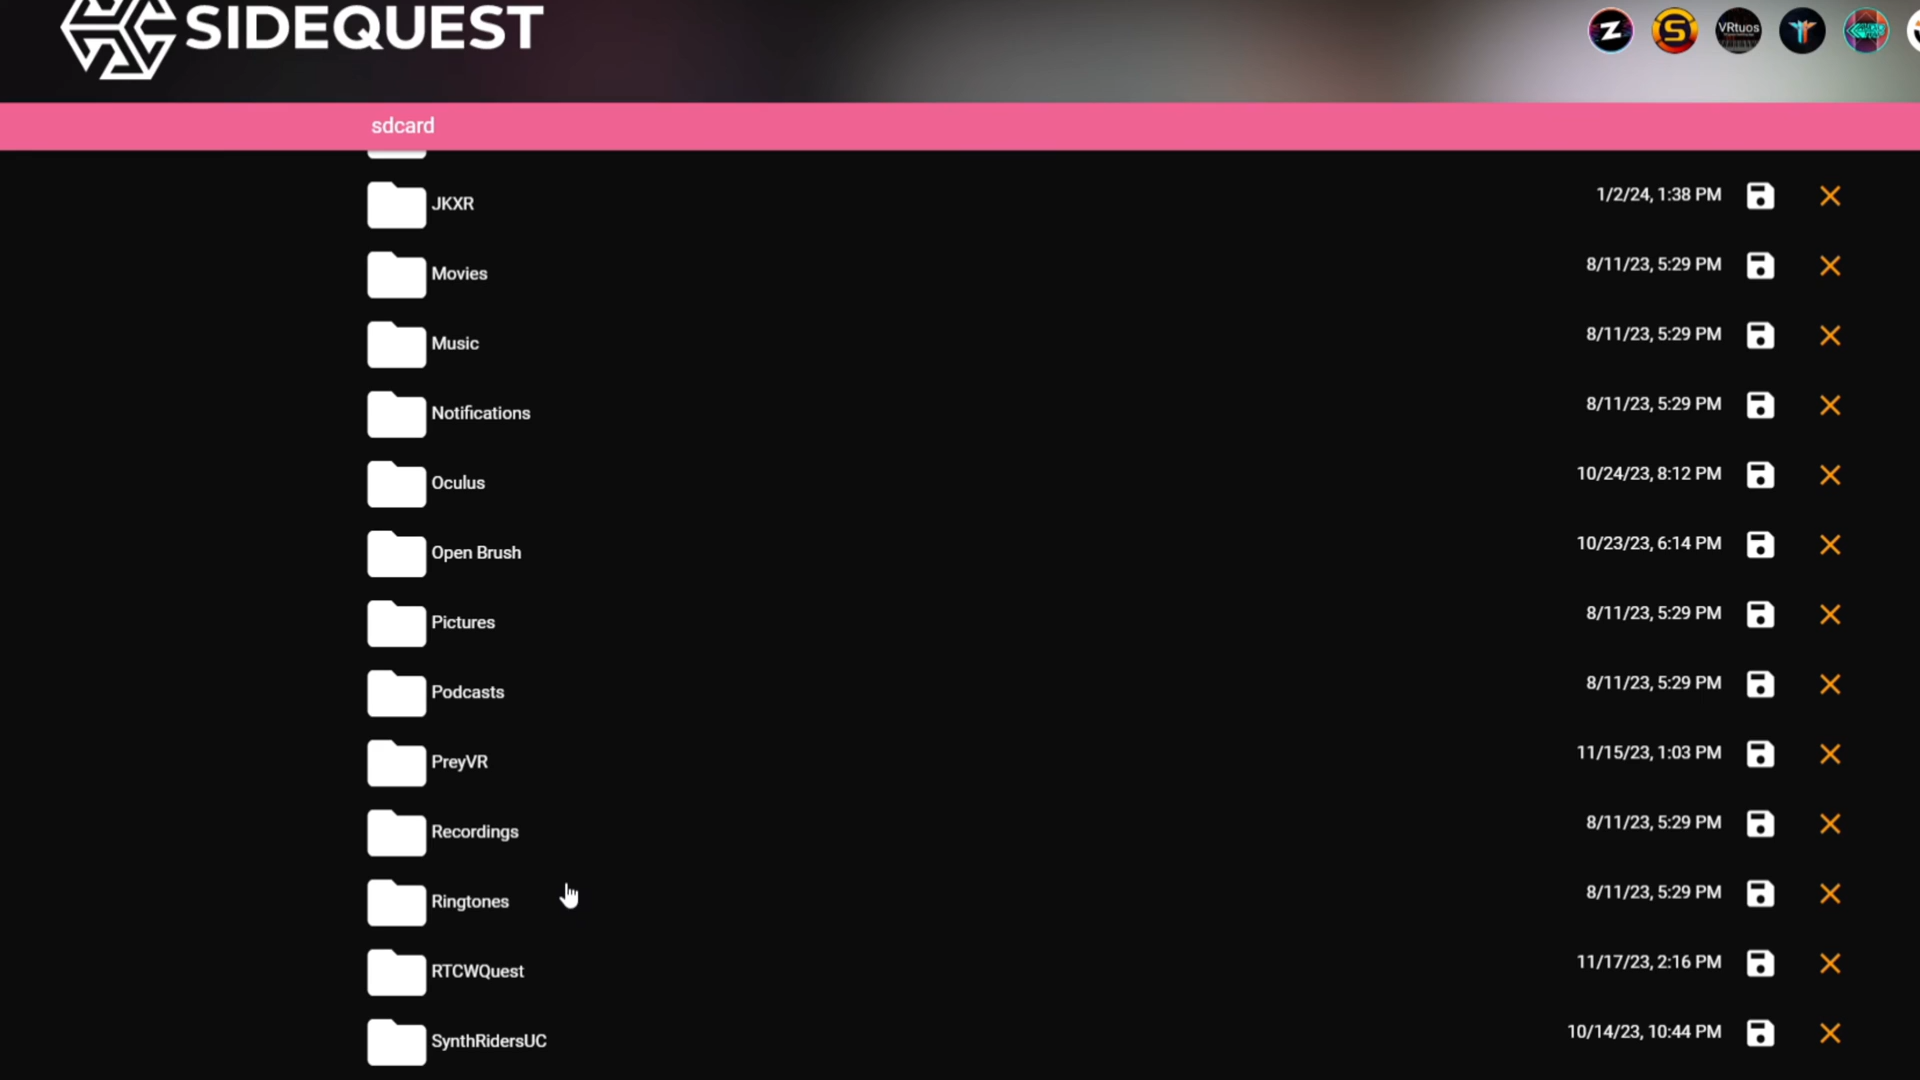 SIDEQUEST
Z
S
VRtuos
sdcard
JKXR 1/2/24, 1:38 PM
Movies 8/11/23, 5:29 PM
Music 8/11/23, 5:29 PM
Notifications 8/11/23, 5:29 PM
Oculus 10/24/23, 8:12 PM
Open Brush 10/23/23, 6:14 PM
Pictures 8/11/23, 5:29 PM
Podcasts 8/11/23, 5:29 PM
PreyVR 11/15/23, 1:03 PM
Recordings 8/11/23, 5:29 PM
Ringtones 8/11/23, 5:29 PM
RTCWQuest 11/17/23, 2:16 PM
SynthRidersUC 10/14/23, 10:44 PM